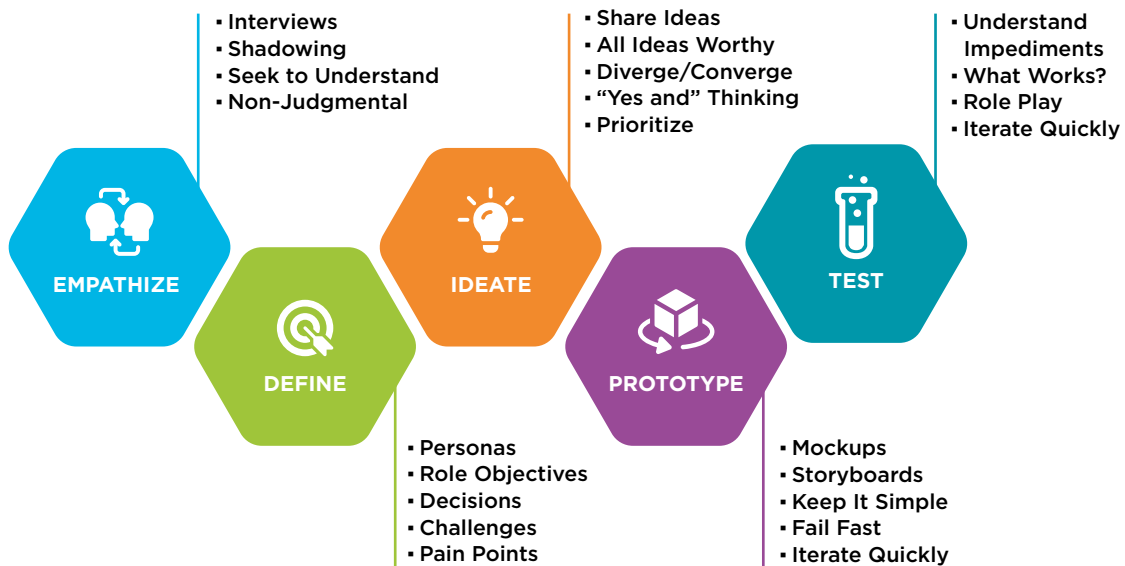 ▪ Interviews
▪ Shadowing
▪ Seek to Understand
▪ Non-Judgmental
EMPATHIZE
DEFINE
▪ Personas
▪ Role Objectives
▪ Decisions
▪ Challenges
▪ Pain Points
▪ Share Ideas
▪ All Ideas Worthy
▪ Diverge/Converge
▪ “Yes and” Thinking
▪ Prioritize
IDEATE
PROTOTYPE
▪ Mockups
▪ Storyboards
▪ Keep It Simple
▪ Fail Fast
▪ Iterate Quickly
▪ Understand
Impediments
▪ What Works?
▪ Role Play
▪ Iterate Quickly
TEST